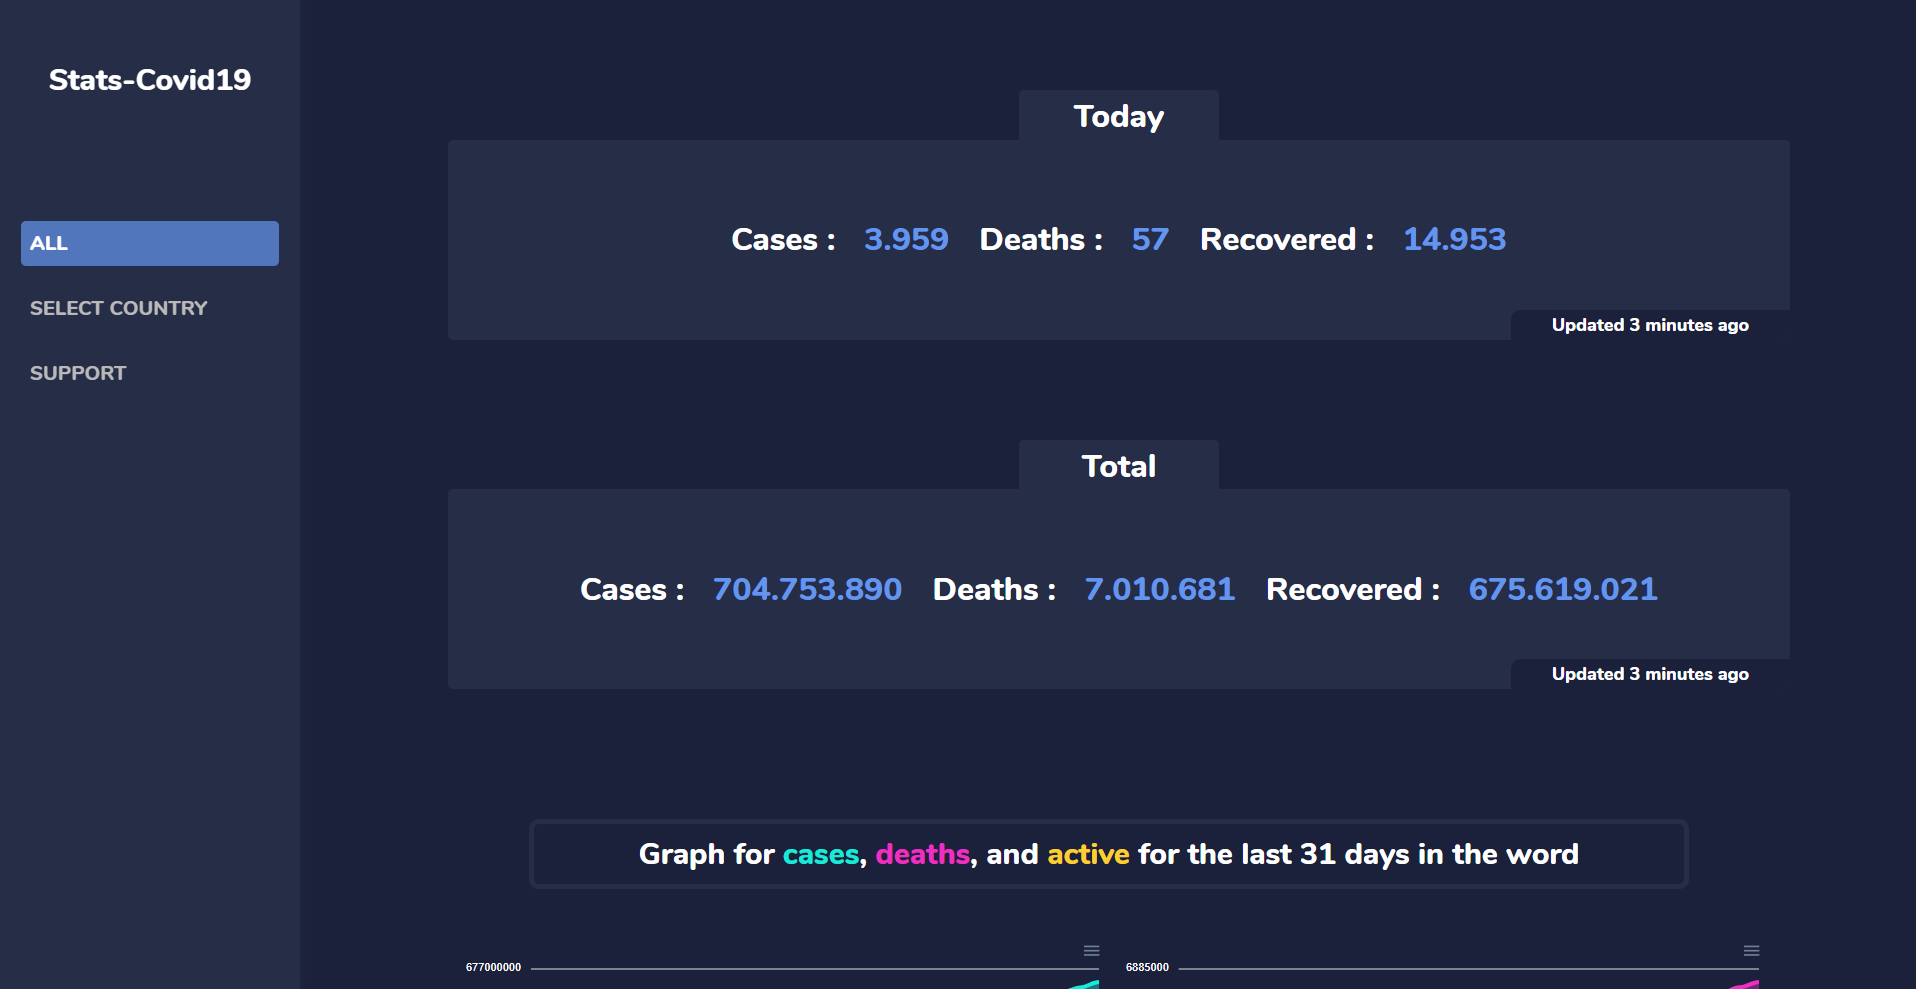 Stats-Covid19
ALL
SELECT COUNTRY
SUPPORT
Today
Cases : 3.959 Deaths : 57 Recovered : 14.953
Updated 3 minutes ago
Total
Cases : 704.753.890 Deaths : 7.010.681 Recovered : 675.619.021
Updated 3 minutes ago
Graph for cases, deaths, and active for the last 31 days in the word
677000000
6885000